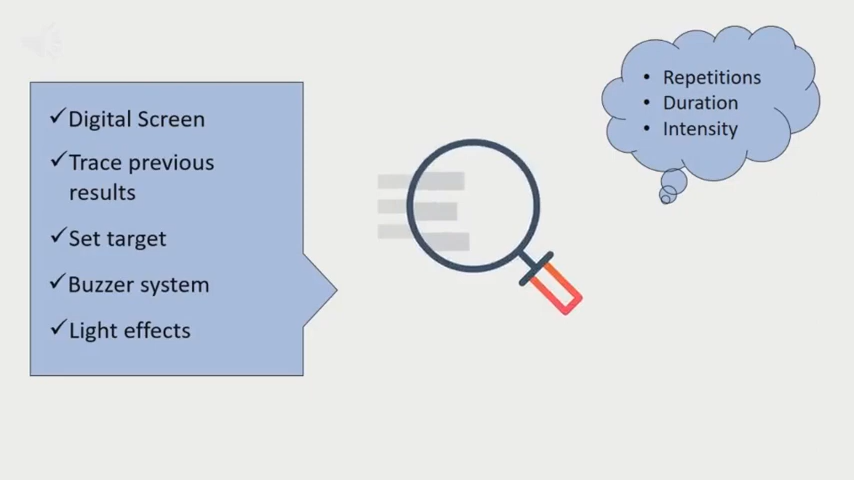 ✓Digital Screen
✓Trace previous
results
✓Set target
✓Buzzer system
✓Light effects
• Repetitions
• Duration
• Intensity